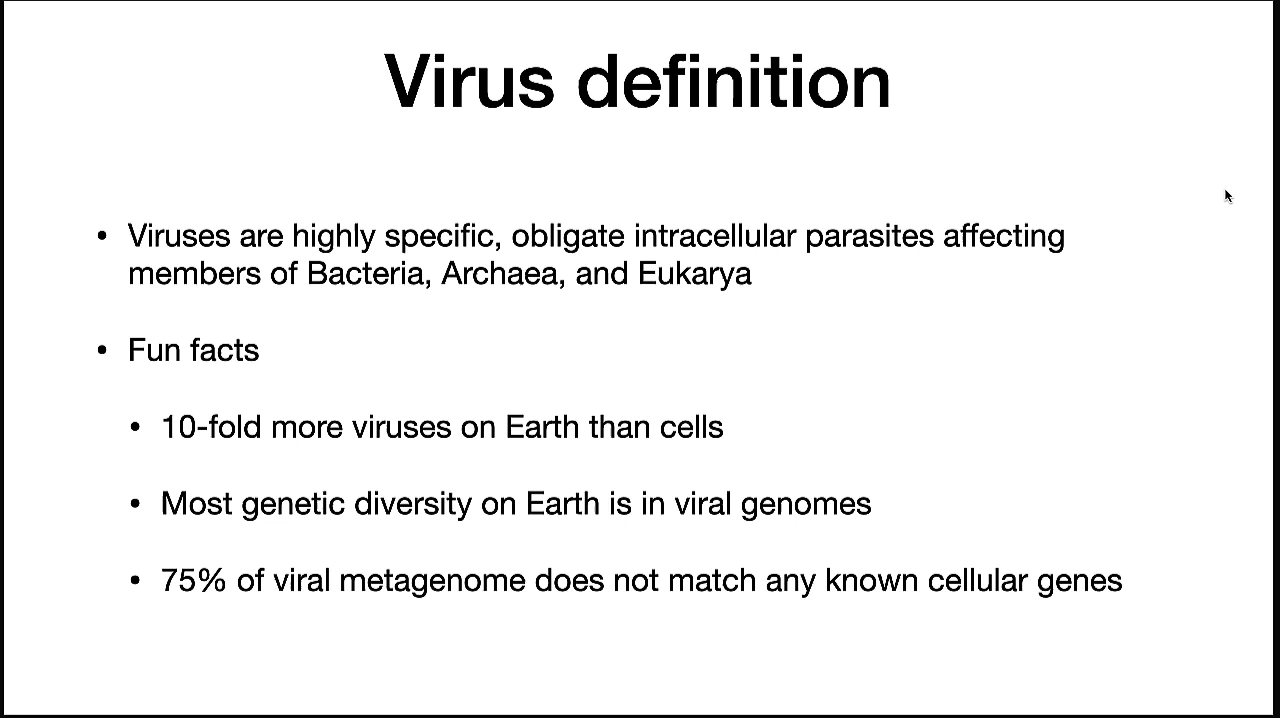 Virus definition
• Viruses are highly specific, obligate intracellular parasites affecting
members of Bacteria, Archaea, and Eukarya
• Fun facts
• 10-fold more viruses on Earth than cells
• Most genetic diversity on Earth is in viral genomes
• 75% of viral metagenome does not match any known cellular genes